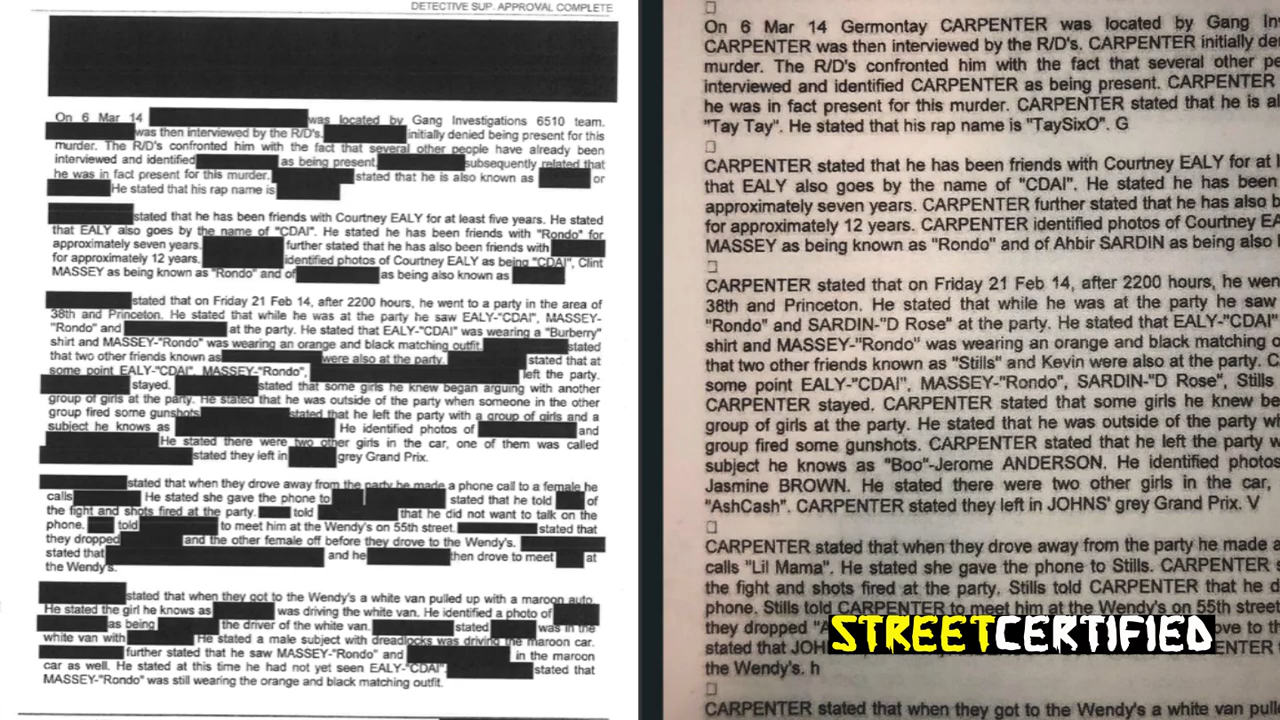 DETECTIVE SUP. APPROVAL COMPLETE
On 6 Mar 14 was located by Gang Investigations 6510 team.
was then interviewed by the R/D's. initially denied being present for this
murder. The R/D's confronted him with the fact that several other people have already been
interviewed and identified as being present. subsequently related that
he was in fact present for this murder. stated that he is also known as or
He stated that his rap name is
stated that he has been friends with Courtney EALY for at least five years. He stated
that EALY also goes by the name of "CDAI". He stated he has been friends with "Rondo" for
approximately seven years. further stated that he has also been friends with
for approximately 12 years. identified photos of Courtney EALY as being "CDAI", Clint
MASSEY as being known as "Rondo" and of as being also known as
stated that on Friday 21 Feb 14, after 2200 hours, he went to a party in the area of
38th and Princeton. He stated that while he was at the party he saw EALY-"CDAI", MASSEY-
"Rondo" and at the party. He stated that EALY-"CDAI" was wearing a "Burberry"
shirt and MASSEY-"Rondo" was wearing an orange and black matching outfit. stated
that two other friends known as were also at the party. stated that at
some point EALY-"CDAI", MASSEY-"Rondo", left the party.
stayed. stated that some girls he knew began arguing with another
group of girls at the party. He stated that he was outside of the party when someone in the other
group fired some gunshots stated that he left the party with a group of girls and a
subject he knows as He identified photos of and
He stated there were two other girls in the car, one of them was called
stated they left in grey Grand Prix.
stated that when they drove away from the party he made a phone call to a female he
calls He stated she gave the phone to stated that he told of
the fight and shots fired at the party. told that he did not want to talk on the
phone. told to meet him at the Wendy's on 55th street. stated that
they dropped and the other female off before they drove to the Wendy's.
stated that and he then drove to meet at
the Wendy's.
stated that when they got to the Wendy's a white van pulled up with a maroon auto.
He stated the girl he knows as was driving the white van. He identified a photo of
as being the driver of the white van. stated was in the
white van with He stated a male subject with dreadlocks was driving the maroon car.
further stated that he saw MASSEY-"Rondo" and in the maroon
car as well. He stated at this time he had not yet seen EALY-"CDAI". stated that
MASSEY-"Rondo" was still wearing the orange and black matching outfit.
On 6 Mar 14 Germontay CARPENTER was located by Gang
CARPENTER was then interviewed by the R/D's. CARPENTER initially
murder. The R/D's confronted him with the fact that several other
interviewed and identified CARPENTER as being present. CARPENTER
he was in fact present for this murder. CARPENTER stated that he is
"Tay Tay". He stated that his rap name is "TaySixO". G
CARPENTER stated that he has been friends with Courtney EALY for at
that EALY also goes by the name of "CDAI". He stated he has been
approximately seven years. CARPENTER further stated that he has also
for approximately 12 years. CARPENTER identified photos of Courtney
MASSEY as being known as "Rondo" and of Ahbir SARDIN as being also
CARPENTER stated that on Friday 21 Feb 14, after 2200 hours, he
38th and Princeton. He stated that while he was at the party he saw
"Rondo" and SARDIN-"D Rose" at the party. He stated that EALY-"CDAI"
shirt and MASSEY-"Rondo" was wearing an orange and black matching
that two other friends known as "Stills" and Kevin were also at the party.
some point EALY-"CDAI", MASSEY-"Rondo", SARDIN-"D Rose", Stills
CARPENTER stayed. CARPENTER stated that some girls he knew
group of girls at the party. He stated that he was outside of the party
group fired some gunshots. CARPENTER stated that he left the party
subject he knows as "Boo"-Jerome ANDERSON. He identified photos
Jasmine BROWN. He stated there were two other girls in the car,
"AshCash". CARPENTER stated they left in JOHNS' grey Grand Prix. V
CARPENTER stated that when they drove away from the party he made
calls "Lil Mama". He stated she gave the phone to Stills. CARPENTER
the fight and shots fired at the party. Stills told CARPENTER that he
phone. Stills told CARPENTER to meet him at the Wendy's on 55th street
they dropped
STREETCERTIFIED
stated that
the Wendy's. h
CARPENTER stated that when they got to the Wendy's a white van